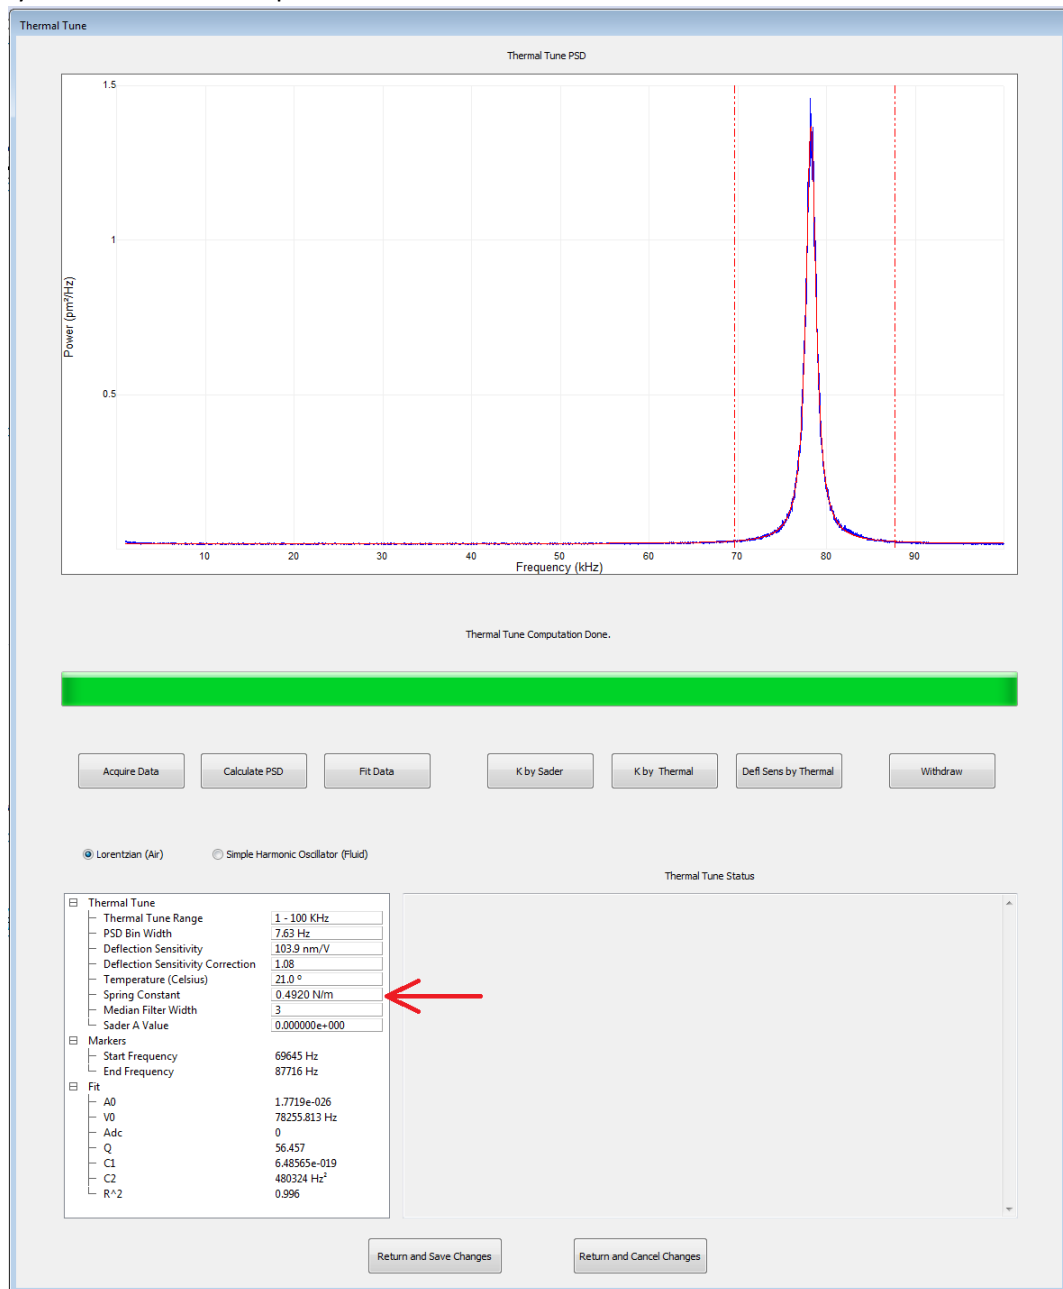 Thermal Tune
Thermal Tune PSD
1.5
1
0.5
Power (pm²/Hz)
10 20 30 40 50 60 70 80 90
Frequency (kHz)
Thermal Tune Computation Done.
Acquire Data Calculate PSD Fit Data K by Sader K by Thermal Defl Sens by Thermal Withdraw
Lorentzian (Air) Simple Harmonic Oscillator (Fluid)
Thermal Tune Status
Thermal Tune
Thermal Tune Range 1 - 100 KHz
PSD Bin Width 7.63 Hz
Deflection Sensitivity 103.9 nm/V
Deflection Sensitivity Correction 1.08
Temperature (Celsius) 21.0 º
Spring Constant 0.4920 N/m
Median Filter Width 3
Sader A Value 0.000000e+000
Markers
Start Frequency 69645 Hz
End Frequency 87716 Hz
Fit
A0 1.7719e-026
V0 78255.813 Hz
Adc 0
Q 56.457
C1 6.48565e-019
C2 480324 Hz²
R^2 0.996
Return and Save Changes Return and Cancel Changes